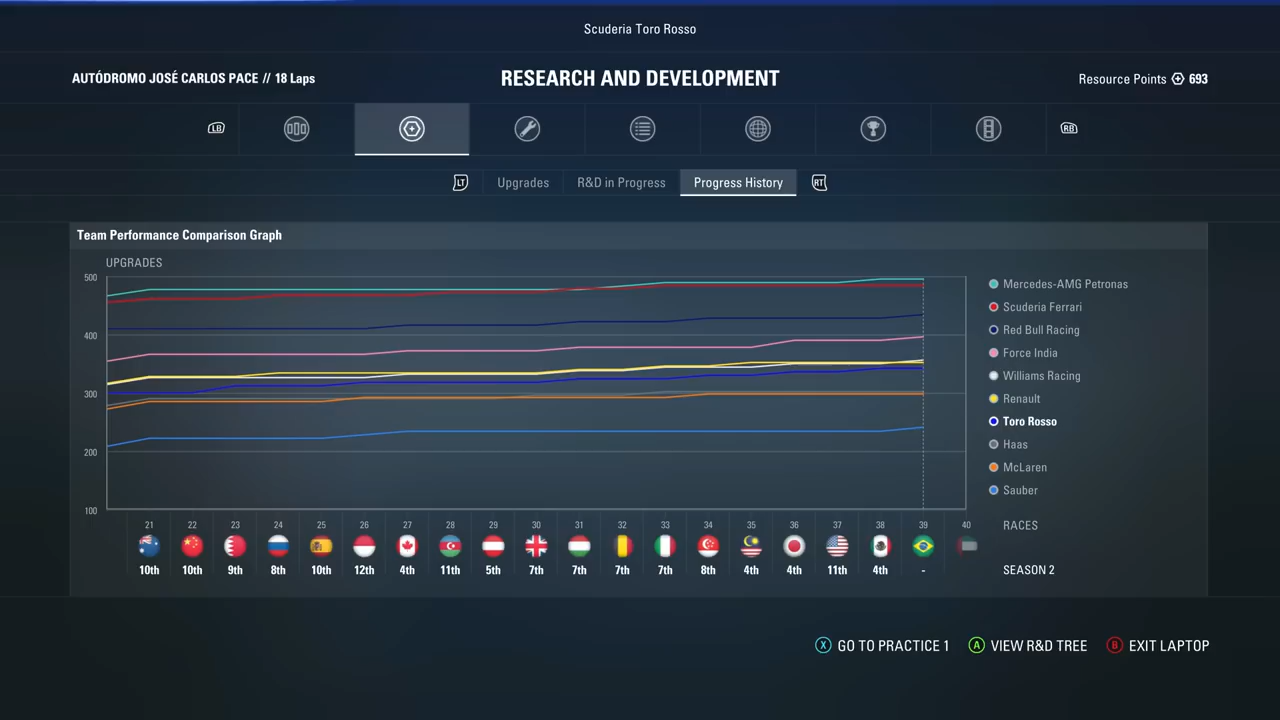 Scuderia Toro Rosso
AUTÓDROMO JOSÉ CARLOS PACE // 18 Laps
RESEARCH AND DEVELOPMENT
Resource Points 693
LB
RB
LT
Upgrades
R&D in Progress
Progress History
RT
Team Performance Comparison Graph
UPGRADES
500
400
300
200
100
Mercedes-AMG Petronas
Scuderia Ferrari
Red Bull Racing
Force India
Williams Racing
Renault
Toro Rosso
Haas
McLaren
Sauber
21 22 23 24 25 26 27 28 29 30 31 32 33 34 35 36 37 38 39 40 RACES
10th 10th 9th 8th 10th 12th 4th 11th 5th 7th 7th 7th 7th 8th 4th 4th 11th 4th - SEASON 2
X GO TO PRACTICE 1
A VIEW R&D TREE
B EXIT LAPTOP